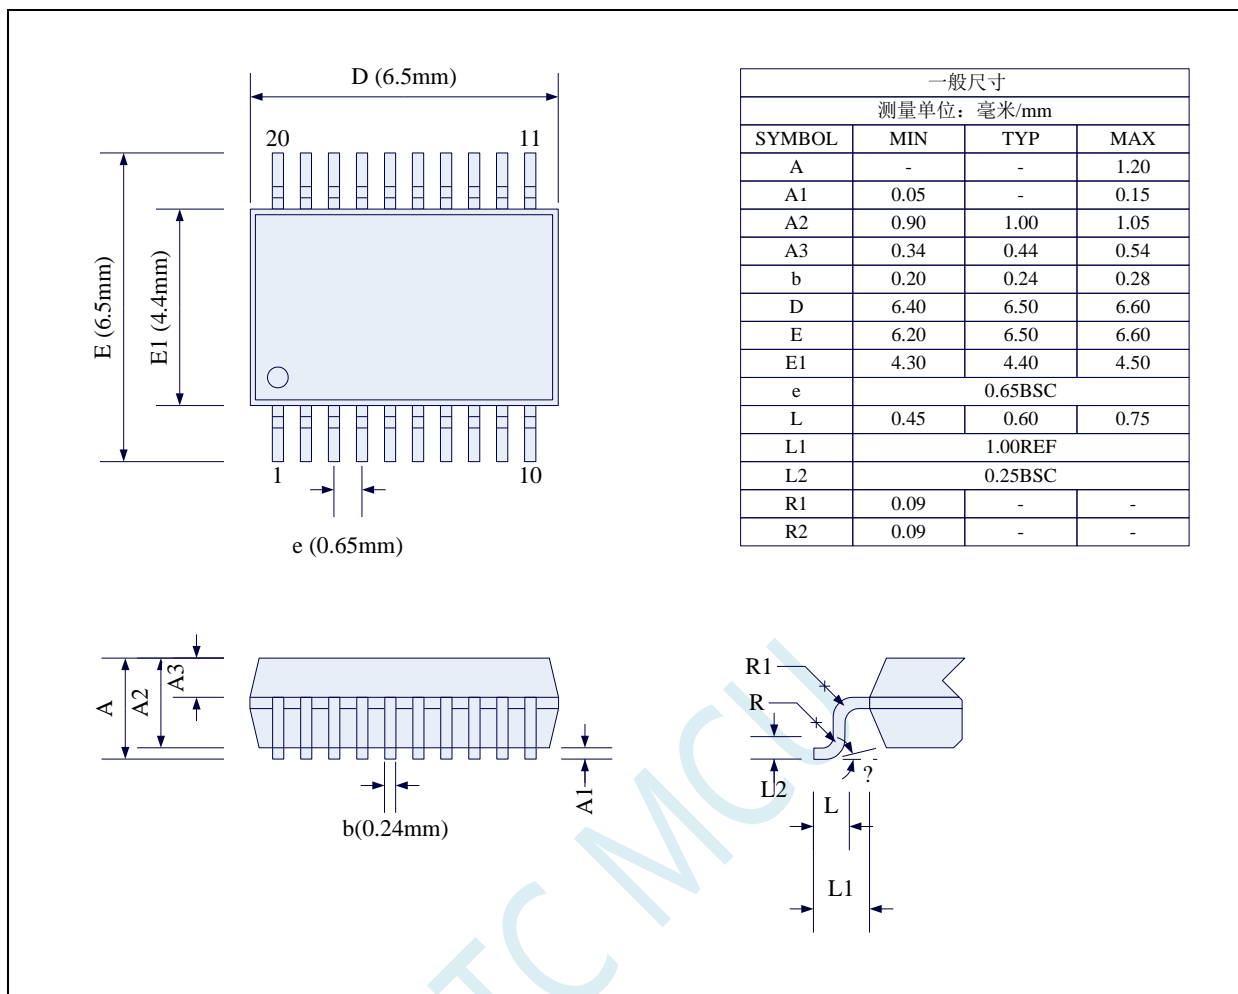 D (6.5mm)
20
11
E (6.5mm)
E1 (4.4mm)
1
10
e (0.65mm)
一般尺寸
测量单位：毫米/mm
SYMBOL MIN TYP MAX
A - - 1.20
A1 0.05 - 0.15
A2 0.90 1.00 1.05
A3 0.34 0.44 0.54
b 0.20 0.24 0.28
D 6.40 6.50 6.60
E 6.20 6.50 6.60
E1 4.30 4.40 4.50
e 0.65BSC
L 0.45 0.60 0.75
L1 1.00REF
L2 0.25BSC
R1 0.09 - -
R2 0.09 - -
A
A2
A3
A1
b(0.24mm)
R1
R
L2
?
L
L1
TC MCU